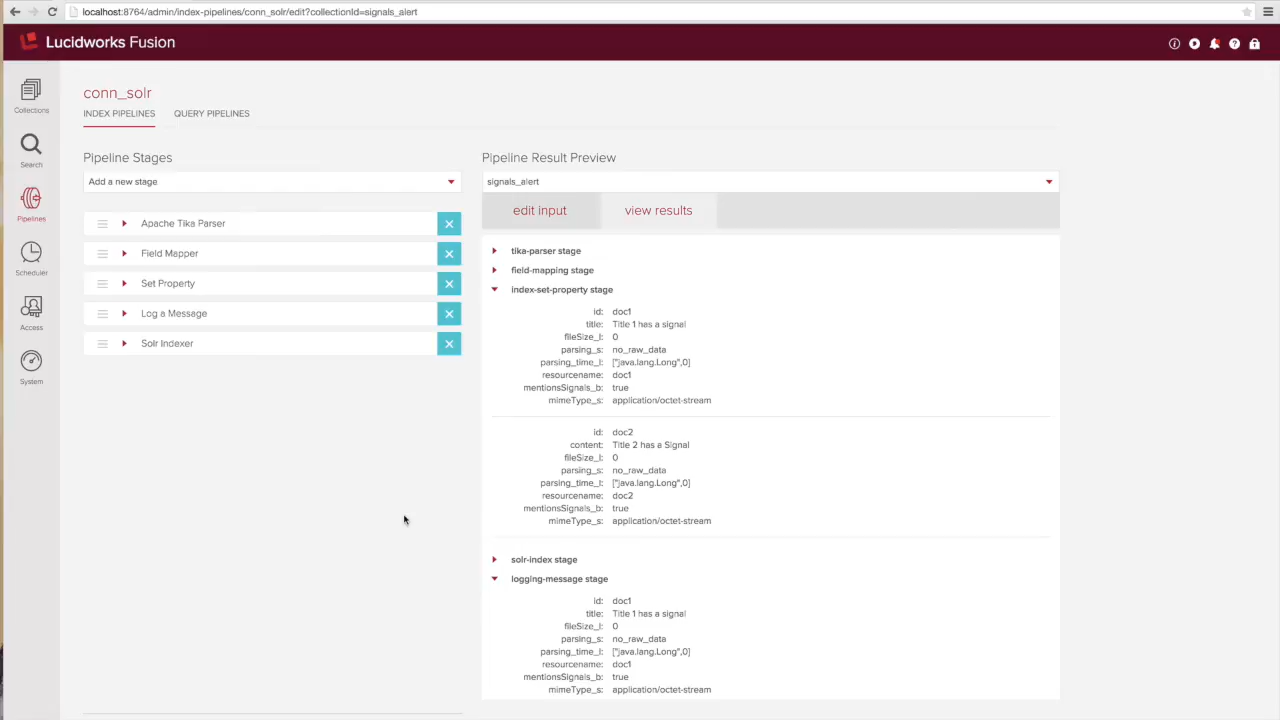 localhost:8764/admin/index-pipelines/conn_solr/edit?collectionId=signals_alert
Lucidworks Fusion
Collections
Search
Pipelines
Scheduler
Access
System
conn_solr
INDEX PIPELINES QUERY PIPELINES
Pipeline Stages
Add a new stage
Apache Tika Parser
Field Mapper
Set Property
Log a Message
Solr Indexer
Pipeline Result Preview
signals_alert
edit input view results
tika-parser stage
field-mapping stage
index-set-property stage
id: doc1
title: Title 1 has a signal
fileSize_l: 0
parsing_s: no_raw_data
parsing_time_l: ["java.lang.Long",0]
resourcename: doc1
mentionsSignals_b: true
mimeType_s: application/octet-stream
id: doc2
content: Title 2 has a Signal
fileSize_l: 0
parsing_s: no_raw_data
parsing_time_l: ["java.lang.Long",0]
resourcename: doc2
mentionsSignals_b: true
mimeType_s: application/octet-stream
solr-index stage
logging-message stage
id: doc1
title: Title 1 has a signal
fileSize_l: 0
parsing_s: no_raw_data
parsing_time_l: ["java.lang.Long",0]
resourcename: doc1
mentionsSignals_b: true
mimeType_s: application/octet-stream